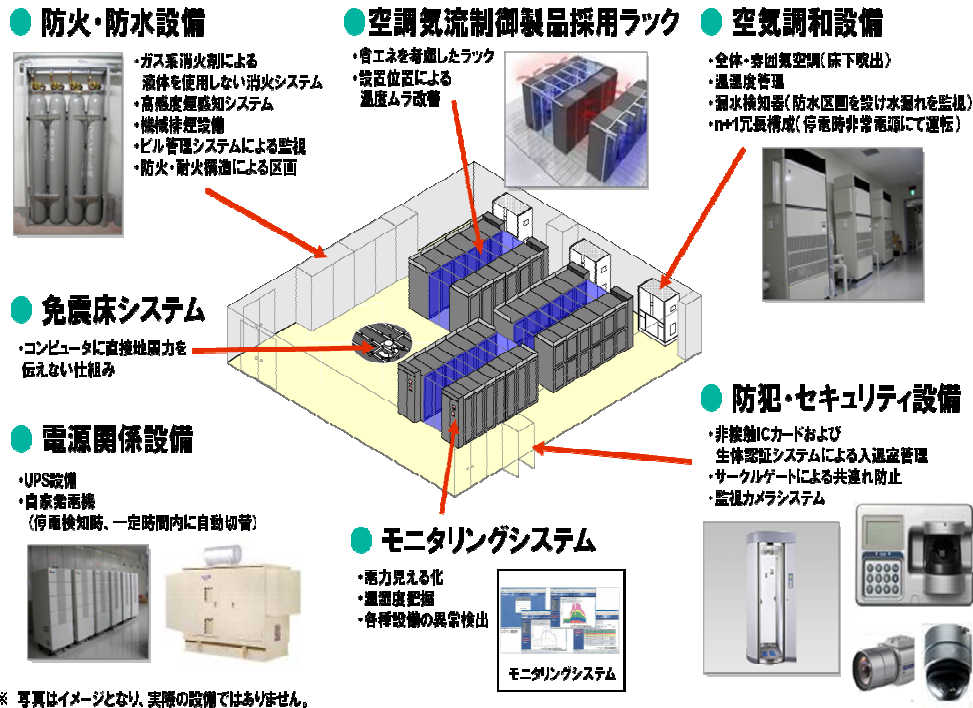 防火・防水設備
・ガス系消火剤による
液体を使用しない消火システム
・高感度煙感知システム
・機械排煙設備
・ビル管理システムによる監視
・防火・耐火構造による区画
空調気流制御製品採用ラック
・省エネを考慮したラック
・設置位置による
温度ムラ改善
空気調和設備
・全体・雰囲気空調(床下吹出)
・温湿度管理
・漏水検知器(防水区画を設け水漏れを監視)
・n+1冗長構成(停電時非常電源にて運転)
免震床システム
・コンピュータに直接地震力を
伝えない仕組み
電源関係設備
・UPS設備
・自家発電機
(停電検知時、一定時間内に自動切替)
モニタリングシステム
・電力見える化
・温湿度把握
・各種設備の異常検出
モニタリングシステム
防犯・セキュリティ設備
・非接触ICカードおよび
生体認証システムによる入退室管理
・サークルゲートによる共連れ防止
・監視カメラシステム
※ 写真はイメージとなり、実際の設備ではありません。